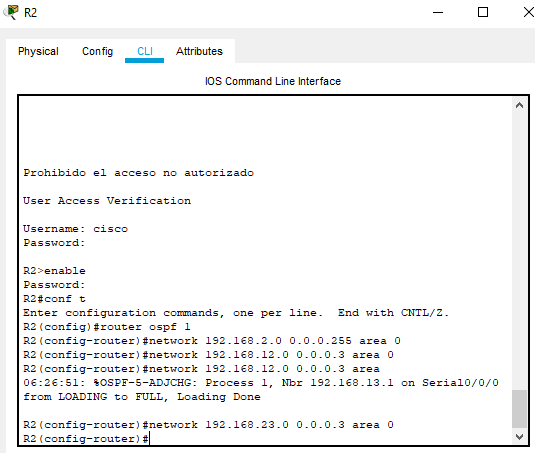 R2
Physical Config CLI Attributes
IOS Command Line Interface
Prohibido el acceso no autorizado
User Access Verification
Username: cisco
Password:
R2>enable
Password:
R2#conf t
Enter configuration commands, one per line.  End with CNTL/Z.
R2(config)#router ospf 1
R2(config-router)#network 192.168.2.0 0.0.0.255 area 0
R2(config-router)#network 192.168.12.0 0.0.0.3 area 0
R2(config-router)#network 192.168.12.0 0.0.0.3 area
06:26:51: %OSPF-5-ADJCHG: Process 1, Nbr 192.168.13.1 on Serial0/0/0
from LOADING to FULL, Loading Done
R2(config-router)#network 192.168.23.0 0.0.0.3 area 0
R2(config-router)#